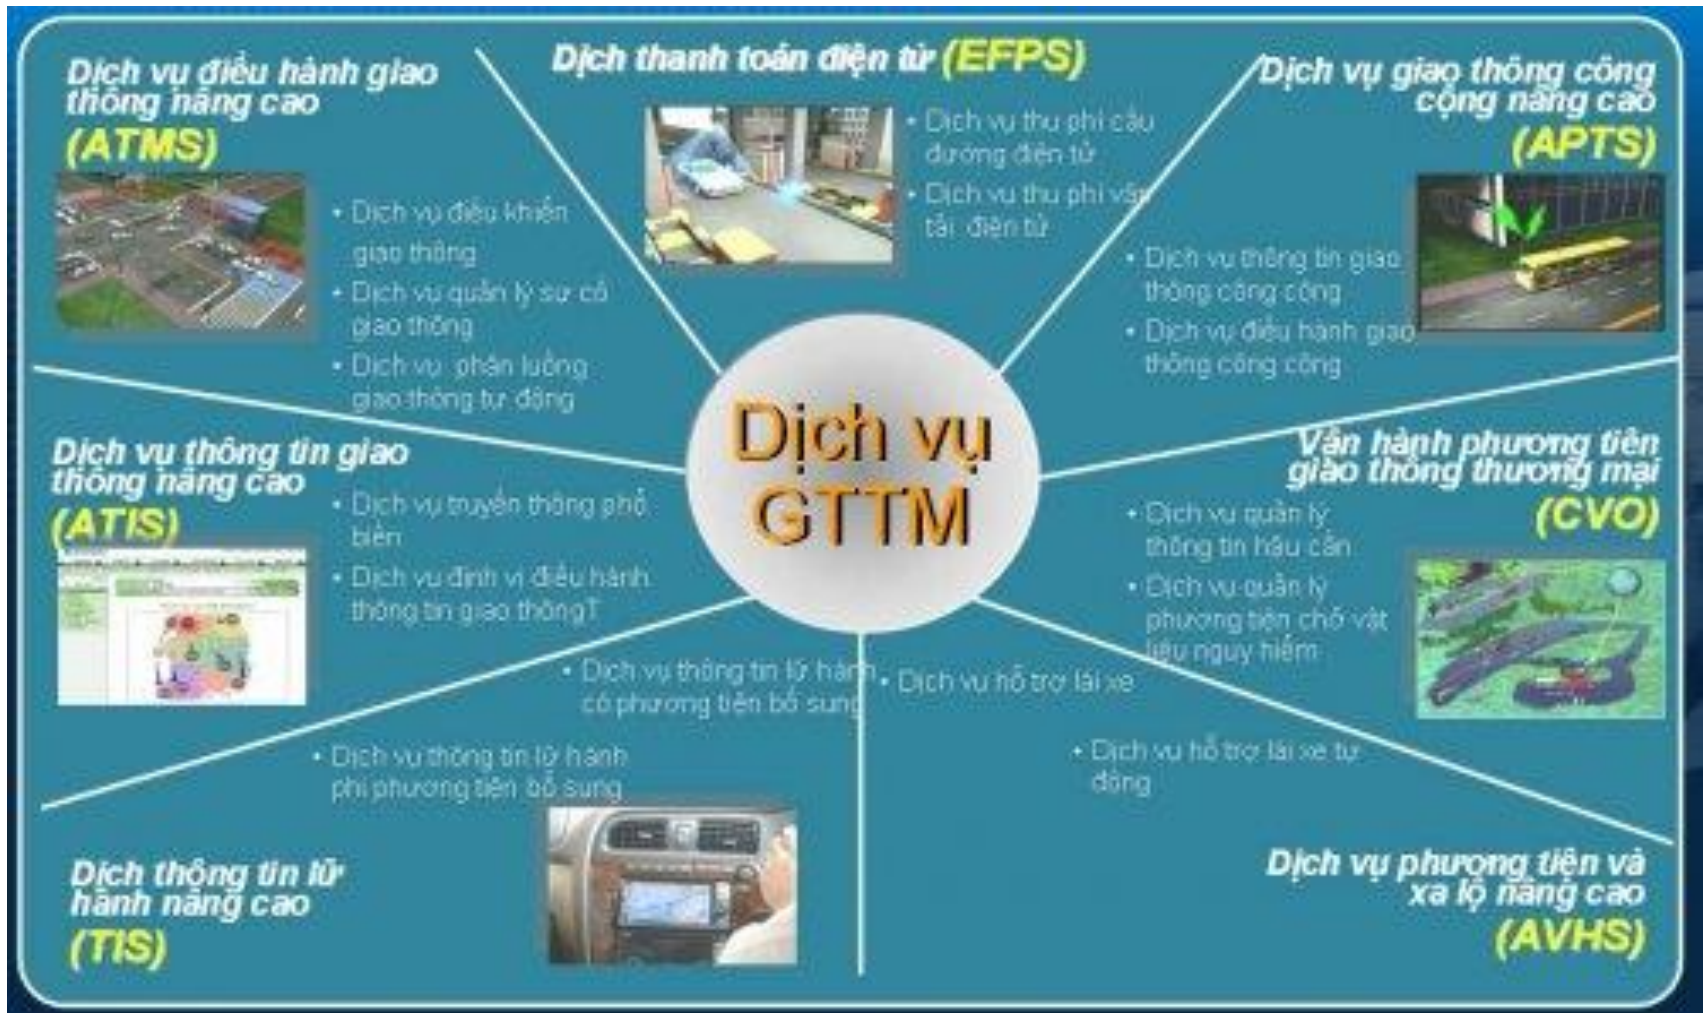 Dịch vụ điều hành giao
thông nâng cao
(ATMS)
• Dịch vụ điều khiển
giao thông
• Dịch vụ quản lý sự cố
giao thông
• Dịch vụ phân luồng
giao thông tự động
Dịch thanh toán điện tử (EFPS)
• Dịch vụ thu phí cầu
đường điện tử
• Dịch vụ thu phí vận
tải điện tử
Dịch vụ giao thông công
cộng nâng cao
(APTS)
• Dịch vụ thông tin giao
thông công cộng
• Dịch vụ điều hành giao
thông công cộng
Dịch vụ
GTTM
Dịch vụ thông tin giao
thông nâng cao
(ATIS)
• Dịch vụ truyền thông phổ
biến
• Dịch vụ định vị điều hành
thông tin giao thôngT
Vận hành phương tiện
giao thông thương mại
(CVO)
• Dịch vụ quản lý
thông tin hậu cần
• Dịch vụ quản lý
phương tiện chở vật
liệu nguy hiểm
• Dịch vụ thông tin lữ hành
có phương tiện bổ sung
• Dịch vụ thông tin lữ hành
phi phương tiện bổ sung
Dịch thông tin lữ
hành nâng cao
(TIS)
• Dịch vụ hỗ trợ lái xe
• Dịch vụ hỗ trợ lái xe tự
động
Dịch vụ phương tiện và
xa lộ nâng cao
(AVHS)